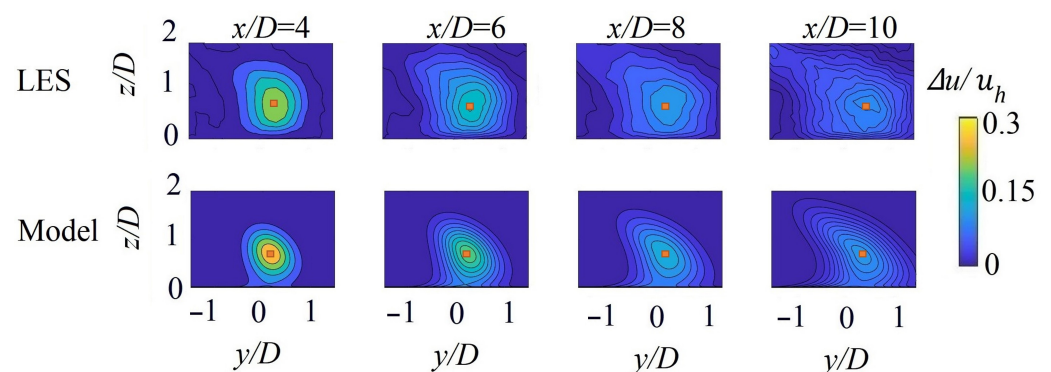 x/D=4 x/D=6 x/D=8 x/D=10
LES
z/D
2
1
0
Δu/u_h
0.3
0.15
0
Model
z/D
2
1
0
−1 0 1 −1 0 1 −1 0 1 −1 0 1
y/D y/D y/D y/D